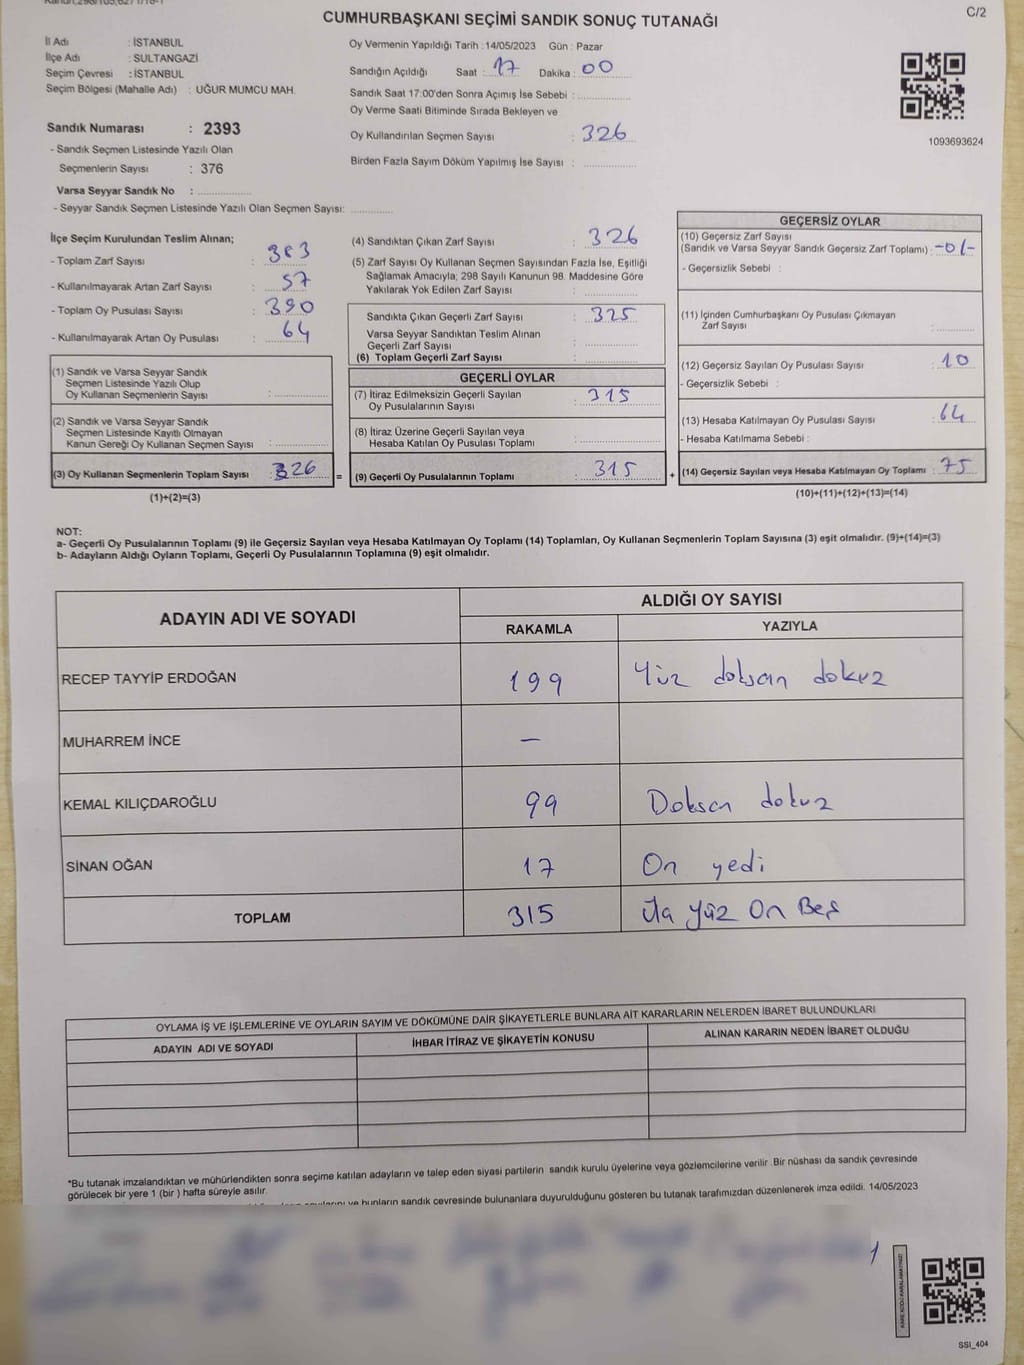 CUMHURBAŞKANI SEÇİMİ SANDIK SONUÇ TUTANAĞI
C/2
İl Adı : İSTANBUL
İlçe Adı : SULTANGAZİ
Seçim Çevresi : İSTANBUL
Seçim Bölgesi (Mahalle Adı) : UĞUR MUMCU MAH.
Sandık Numarası : 2393
- Sandık Seçmen Listesinde Yazılı Olan
Seçmenlerin Sayısı : 376
Varsa Seyyar Sandık No :
- Seyyar Sandık Seçmen Listesinde Yazılı Olan Seçmen Sayısı:
Oy Vermenin Yapıldığı Tarih : 14/05/2023 Gün : Pazar
Sandığın Açıldığı Saat : 17 Dakika : 00
Sandık Saat 17:00'den Sonra Açımış İse Sebebi :
Oy Verme Saati Bitiminde Sırada Bekleyen ve
Oy Kullandırılan Seçmen Sayısı : 326
Birden Fazla Sayım Döküm Yapılmış İse Sayısı :
1093693624
İlçe Seçim Kurulundan Teslim Alınan;
- Toplam Zarf Sayısı : 383
- Kullanılmayarak Artan Zarf Sayısı : 57
- Toplam Oy Pusulası Sayısı : 390
- Kullanılmayarak Artan Oy Pusulası : 64
(1) Sandık ve Varsa Seyyar Sandık
Seçmen Listesinde Yazılı Olup
Oy Kullanan Seçmenlerin Sayısı :
(2) Sandık ve Varsa Seyyar Sandık
Seçmen Listesinde Kayıtlı Olmayan
Kanun Gereği Oy Kullanan Seçmen Sayısı :
(3) Oy Kullanan Seçmenlerin Toplam Sayısı : 326 =
(1)+(2)=(3)
(4) Sandıktan Çıkan Zarf Sayısı : 326
(5) Zarf Sayısı Oy Kullanan Seçmen Sayısından Fazla İse, Eşitliği
Sağlamak Amacıyla; 298 Sayılı Kanunun 98. Maddesine Göre
Yakılarak Yok Edilen Zarf Sayısı :
Sandıkta Çıkan Geçerli Zarf Sayısı : 325
Varsa Seyyar Sandıktan Teslim Alınan
Geçerli Zarf Sayısı :
(6) Toplam Geçerli Zarf Sayısı :
GEÇERLİ OYLAR
(7) İtiraz Edilmeksizin Geçerli Sayılan
Oy Pusulalarının Sayısı : 315
(8) İtiraz Üzerine Geçerli Sayılan veya
Hesaba Katılan Oy Pusulası Toplamı :
(9) Geçerli Oy Pusulalarının Toplamı : 315 +
GEÇERSİZ OYLAR
(10) Geçersiz Zarf Sayısı
(Sandık ve Varsa Seyyar Sandık Geçersiz Zarf Toplamı) : -01-
- Geçersizlik Sebebi :
(11) İçinden Cumhurbaşkanı Oy Pusulası Çıkmayan
Zarf Sayısı :
(12) Geçersiz Sayılan Oy Pusulası Sayısı : 10
- Geçersizlik Sebebi :
(13) Hesaba Katılmayan Oy Pusulası Sayısı : 64
- Hesaba Katılmama Sebebi :
(14) Geçersiz Sayılan veya Hesaba Katılmayan Oy Toplamı : 75
(10)+(11)+(12)+(13)=(14)
NOT:
a- Geçerli Oy Pusulalarının Toplamı (9) ile Geçersiz Sayılan veya Hesaba Katılmayan Oy Toplamı (14) Toplamları, Oy Kullanan Seçmenlerin Toplam Sayısına (3) eşit olmalıdır. (9)+(14)=(3)
b- Adayların Aldığı Oyların Toplamı, Geçerli Oy Pusulalarının Toplamına (9) eşit olmalıdır.
ADAYIN ADI VE SOYADI
ALDIĞI OY SAYISI
RAKAMLA YAZIYLA
RECEP TAYYİP ERDOĞAN 199 Yüz doksan dokuz
MUHARREM İNCE –
KEMAL KILIÇDAROĞLU 99 Doksan dokuz
SİNAN OĞAN 17 On yedi
TOPLAM 315 yüz On Beş
OYLAMA İŞ VE İŞLEMLERİNE VE OYLARIN SAYIM VE DÖKÜMÜNE DAİR ŞİKAYETLERLE BUNLARA AİT KARARLARIN NELERDEN İBARET BULUNDUKLARI
ADAYIN ADI VE SOYADI İHBAR İTİRAZ VE ŞİKAYETİN KONUSU ALINAN KARARIN NEDEN İBARET OLDUĞU
*Bu tutanak imzalandıktan ve mühürlendikten sonra seçime katılan adayların ve talep eden siyasi partilerin sandık kurulu üyelerine veya gözlemcilerine verilir. Bir nüshası da sandık çevresinde
görülecek bir yere 1 (bir) hafta süreyle asılır.
ve bunların sandık çevresinde bulunanlara duyurulduğunu gösteren bu tutanak tarafımızdan düzenlenerek imza edildi. 14/05/2023
1
SSI_404